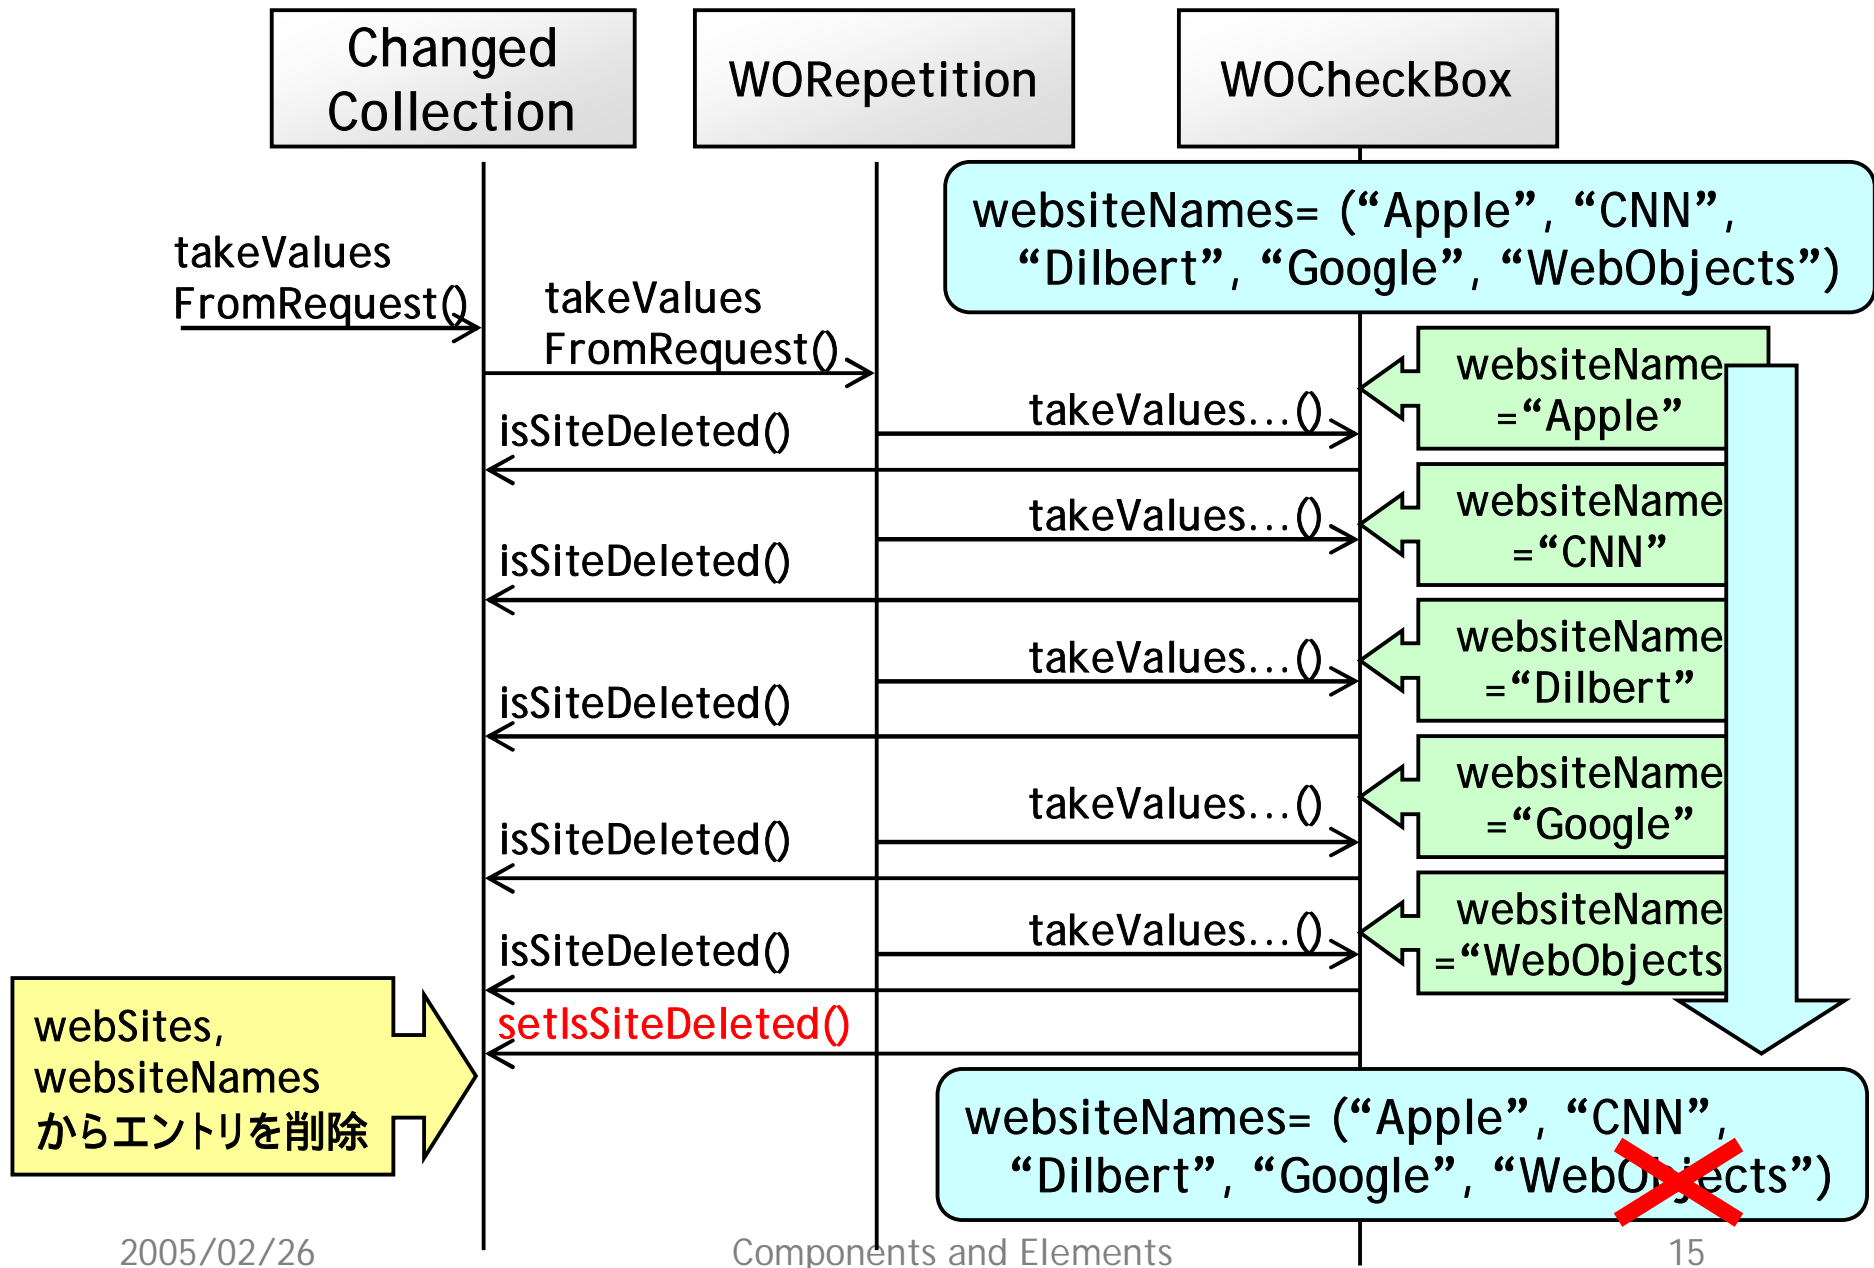 Changed
Collection
WORepetition
WOCheckBox
websiteNames= (“Apple”, “CNN”,
“Dilbert”, “Google”, “WebObjects”)
takeValues
FromRequest()
takeValues
FromRequest()
websiteName
=“Apple”
takeValues...()
isSiteDeleted()
websiteName
=“CNN”
takeValues...()
isSiteDeleted()
websiteName
=“Dilbert”
takeValues...()
isSiteDeleted()
websiteName
=“Google”
takeValues...()
isSiteDeleted()
websiteName
=“WebObjects
takeValues...()
isSiteDeleted()
setIsSiteDeleted()
webSites,
websiteNames
からエントリを削除
websiteNames= (“Apple”, “CNN”,
“Dilbert”, “Google”, “WebObjects”)
2005/02/26
Components and Elements
15